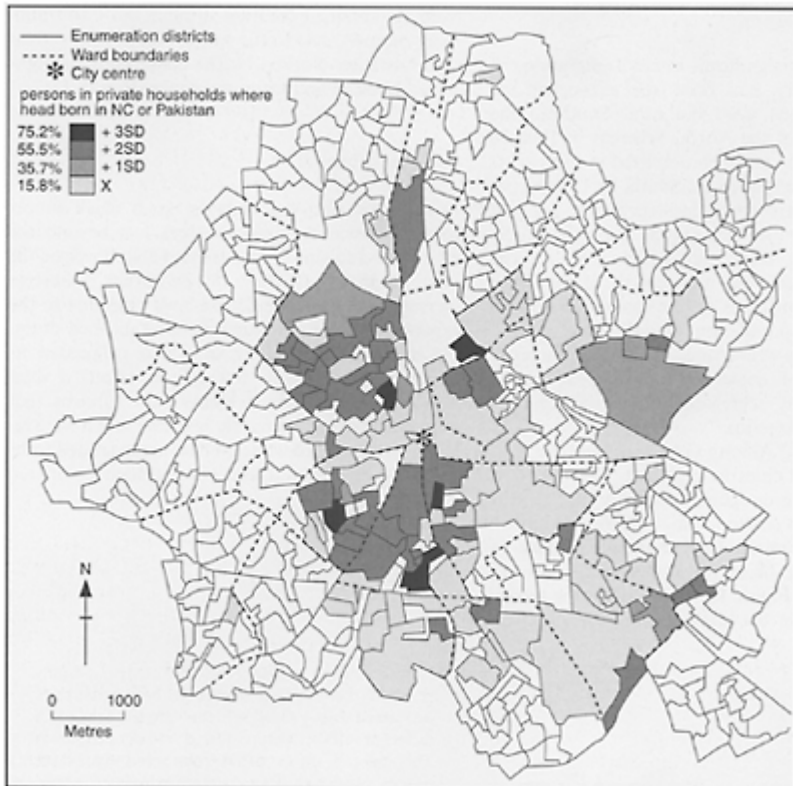 Enumeration districts
Ward boundaries
City centre
persons in private households where
head born in NC or Pakistan
75.2% + 3SD
55.5% + 2SD
35.7% + 1SD
15.8% X
N
0 1000
Metres